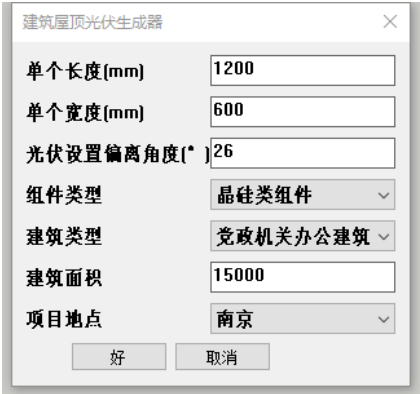 建筑屋顶光伏生成器
单个长度(mm) 1200
单个宽度(mm) 600
光伏设置偏离角度(° ) 26
组件类型 晶硅类组件
建筑类型 党政机关办公建筑
建筑面积 15000
项目地点 南京
好 取消